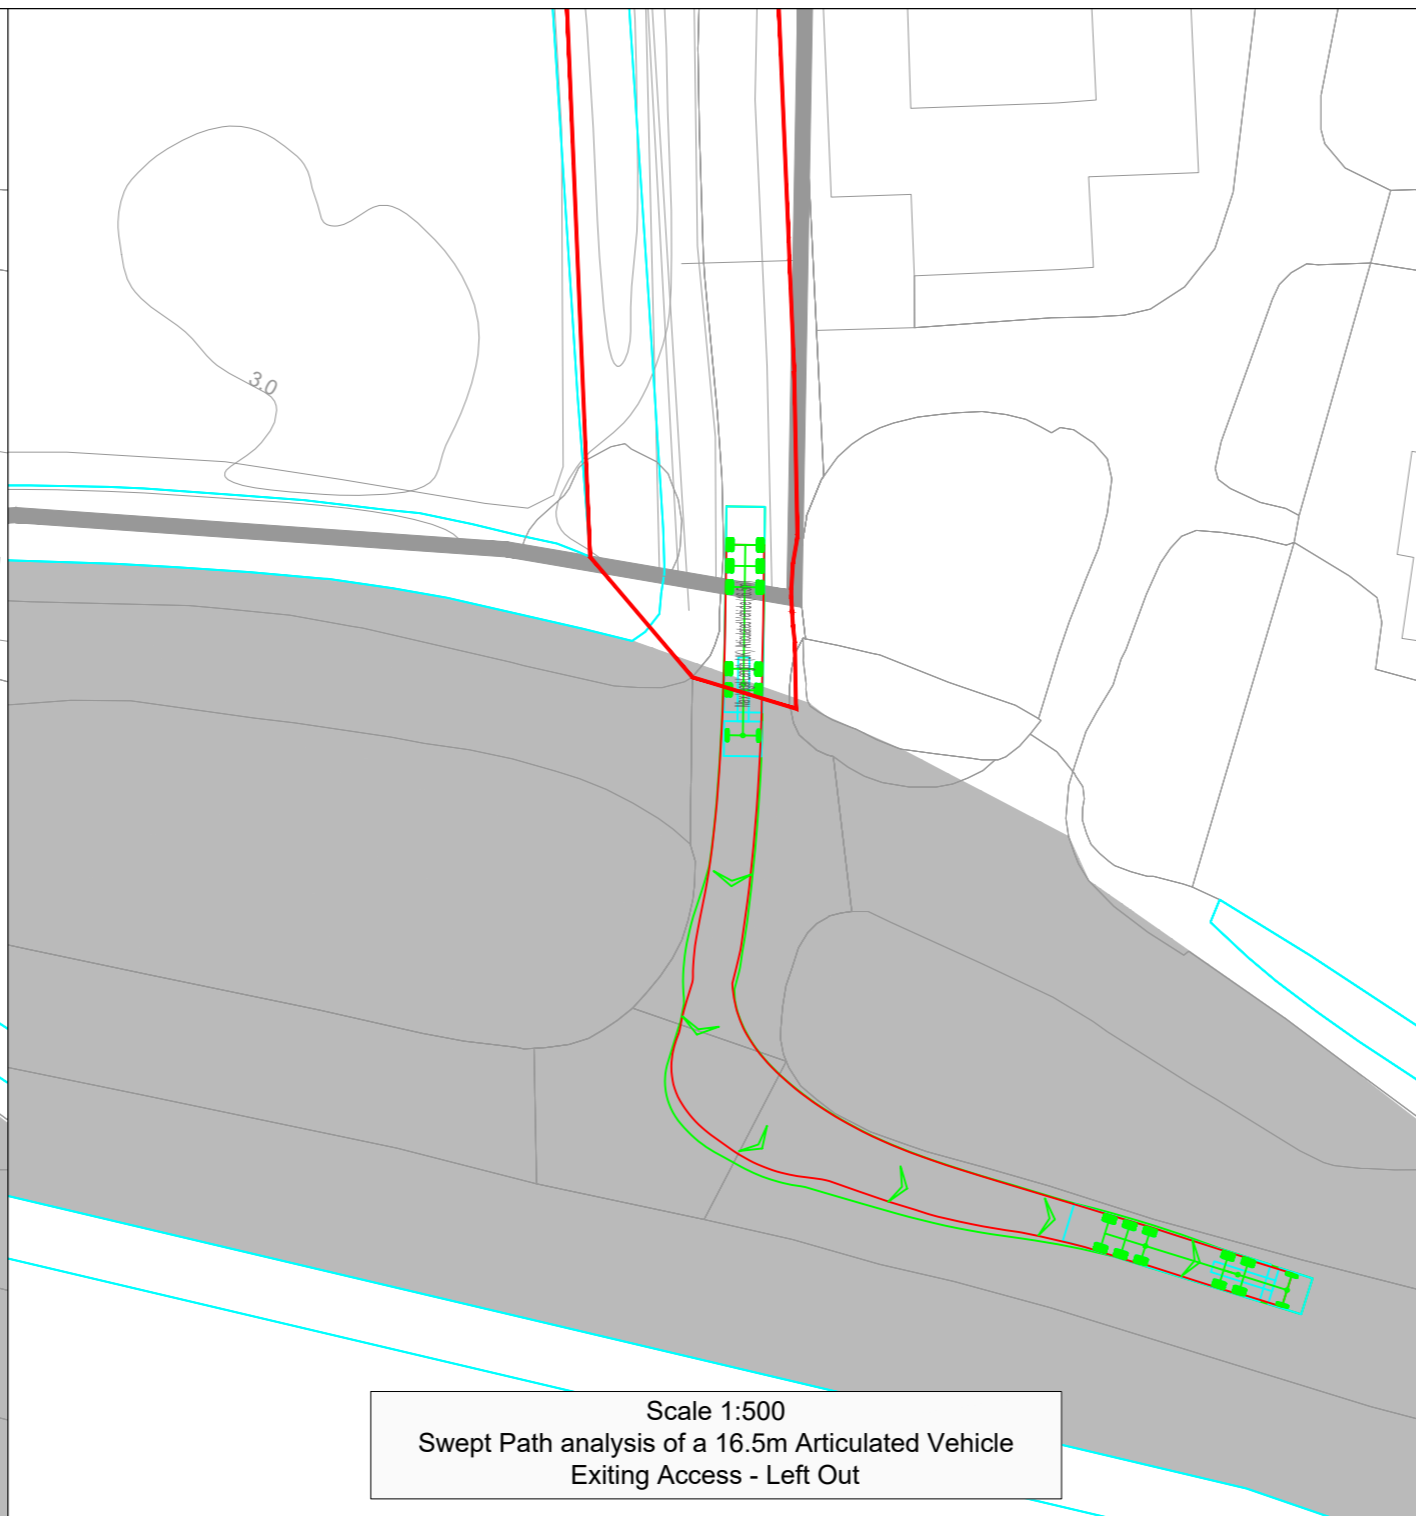 3.0
Scale 1:500
Swept Path analysis of a 16.5m Articulated Vehicle
Exiting Access - Left Out